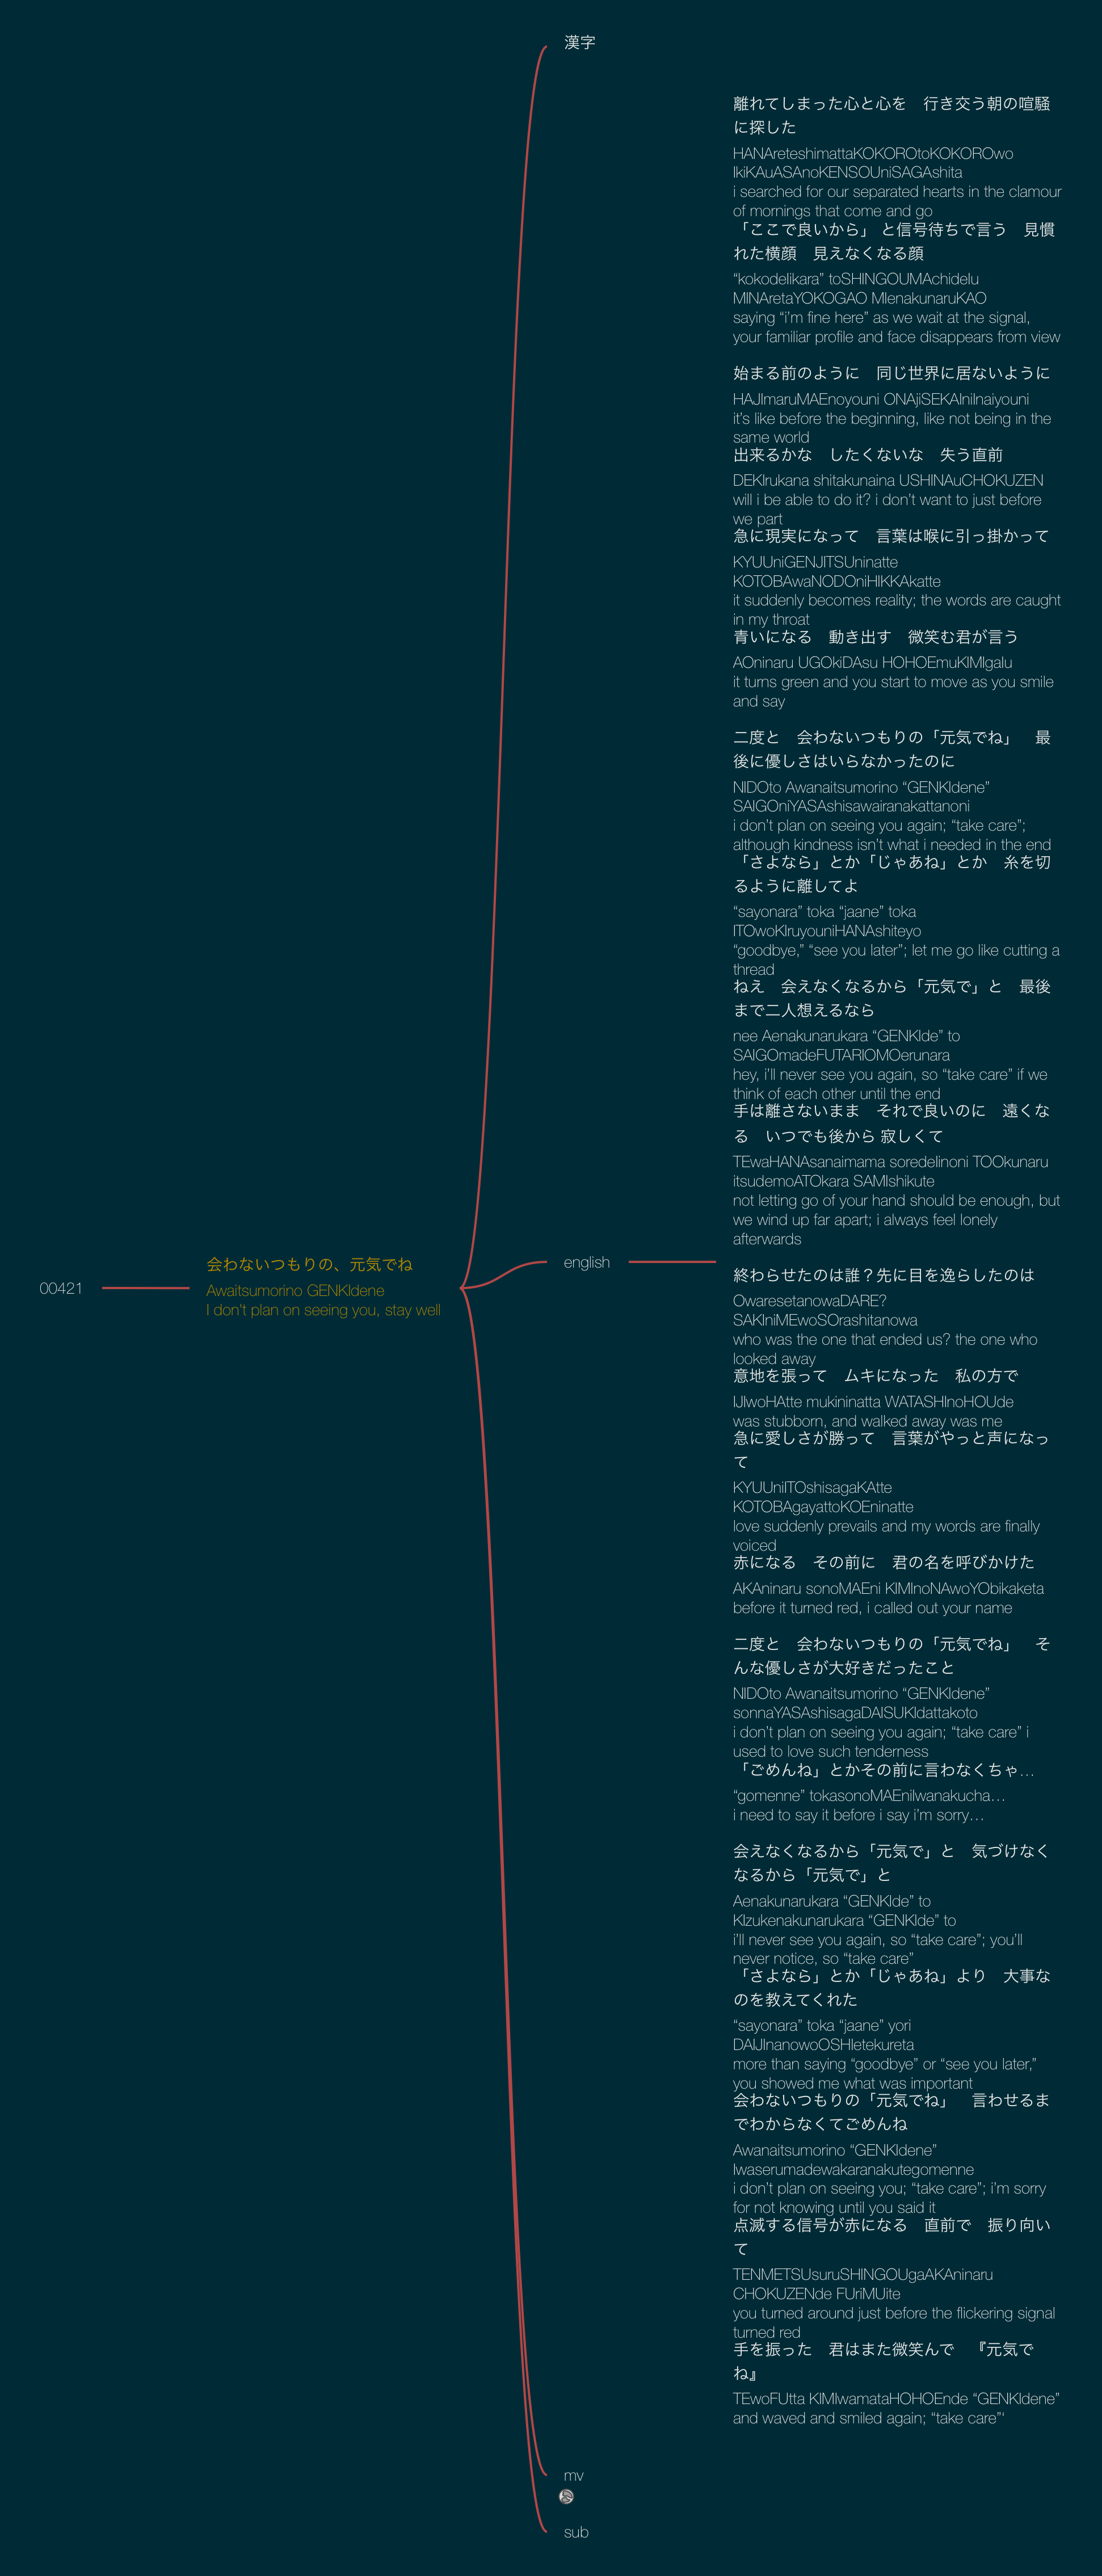 漢字
離れてしまった心と心を　行き交う朝の喧騒
に探した
HANAreteshimattaKOKOROtoKOKOROwo
IkiKAuASAnoKENSOUniSAGAshita
i searched for our separated hearts in the clamour
of mornings that come and go
「ここで良いから」 と信号待ちで言う　見慣
れた横顔　見えなくなる顔
“kokodeIikara” toSHINGOUMAchideIu
MINAretaYOKOGAO MIenakunaruKAO
saying “i’m fine here” as we wait at the signal,
your familiar profile and face disappears from view
始まる前のように　同じ世界に居ないように
HAJImaruMAEnoyouni ONAjiSEKAIniInaiyouni
it’s like before the beginning, like not being in the
same world
出来るかな　したくないな　失う直前
DEKIrukana shitakunaina USHINAuCHOKUZEN
will i be able to do it? i don’t want to just before
we part
急に現実になって　言葉は喉に引っ掛かって
KYUUniGENJITSUninatte
KOTOBAwaNODOniHIKKAkatte
it suddenly becomes reality; the words are caught
in my throat
青いになる　動き出す　微笑む君が言う
AOninaru UGOkiDAsu HOHOEmuKIMIgaIu
it turns green and you start to move as you smile
and say
二度と　会わないつもりの「元気でね」　最
後に優しさはいらなかったのに
NIDOto Awanaitsumorino “GENKIdene”
SAIGOniYASAshisawairanakattanoni
i don’t plan on seeing you again; “take care”;
although kindness isn’t what i needed in the end
「さよなら」とか「じゃあね」とか　糸を切
るように離してよ
“sayonara” toka “jaane” toka
ITOwoKIruyouniHANAshiteyo
“goodbye,” “see you later”; let me go like cutting a
thread
ねえ　会えなくなるから「元気で」と　最後
まで二人想えるなら
nee Aenakunarukara “GENKIde” to
SAIGOmadeFUTARIOMOerunara
hey, i’ll never see you again, so “take care” if we
think of each other until the end
手は離さないまま　それで良いのに　遠くな
る　いつでも後から 寂しくて
TEwaHANAsanaimama soredeIinoni TOOkunaru
itsudemoATOkara SAMIshikute
not letting go of your hand should be enough, but
we wind up far apart; i always feel lonely
afterwards
00421
会わないつもりの、元気でね
Awaitsumorino GENKIdene
I don't plan on seeing you, stay well
english
終わらせたのは誰？先に目を逸らしたのは
OwaresetanowaDARE?
SAKIniMEwoSOrashitanowa
who was the one that ended us? the one who
looked away
意地を張って　ムキになった　私の方で
IJIwoHAtte mukininatta WATASHInoHOUde
was stubborn, and walked away was me
急に愛しさが勝って　言葉がやっと声になっ
て
KYUUniITOshisagaKAtte
KOTOBAgayattoKOEninatte
love suddenly prevails and my words are finally
voiced
赤になる　その前に　君の名を呼びかけた
AKAninaru sonoMAEni KIMInoNAwoYObikaketa
before it turned red, i called out your name
二度と　会わないつもりの「元気でね」　そ
んな優しさが大好きだったこと
NIDOto Awanaitsumorino “GENKIdene”
sonnaYASAshisagaDAISUKIdattakoto
i don’t plan on seeing you again; “take care” i
used to love such tenderness
「ごめんね」とかその前に言わなくちゃ…
“gomenne” tokasonoMAEniIwanakucha…
i need to say it before i say i’m sorry…
会えなくなるから「元気で」と　気づけなく
なるから「元気で」と
Aenakunarukara “GENKIde” to
KIzukenakunarukara “GENKIde” to
i’ll never see you again, so “take care”; you’ll
never notice, so “take care”
「さよなら」とか「じゃあね」より　大事な
のを教えてくれた
“sayonara” toka “jaane” yori
DAIJInanowoOSHIetekureta
more than saying “goodbye” or “see you later,”
you showed me what was important
会わないつもりの「元気でね」　言わせるま
でわからなくてごめんね
Awanaitsumorino “GENKIdene”
Iwaserumadewakaranakutegomenne
i don’t plan on seeing you; “take care”; i’m sorry
for not knowing until you said it
点滅する信号が赤になる　直前で　振り向い
て
TENMETSUsuruSHINGOUgaAKAninaru
CHOKUZENde FUriMUite
you turned around just before the flickering signal
turned red
手を振った　君はまた微笑んで　『元気で
ね』
TEwoFUtta KIMIwamataHOHOEnde “GENKIdene”
and waved and smiled again; “take care”‘
mv
sub